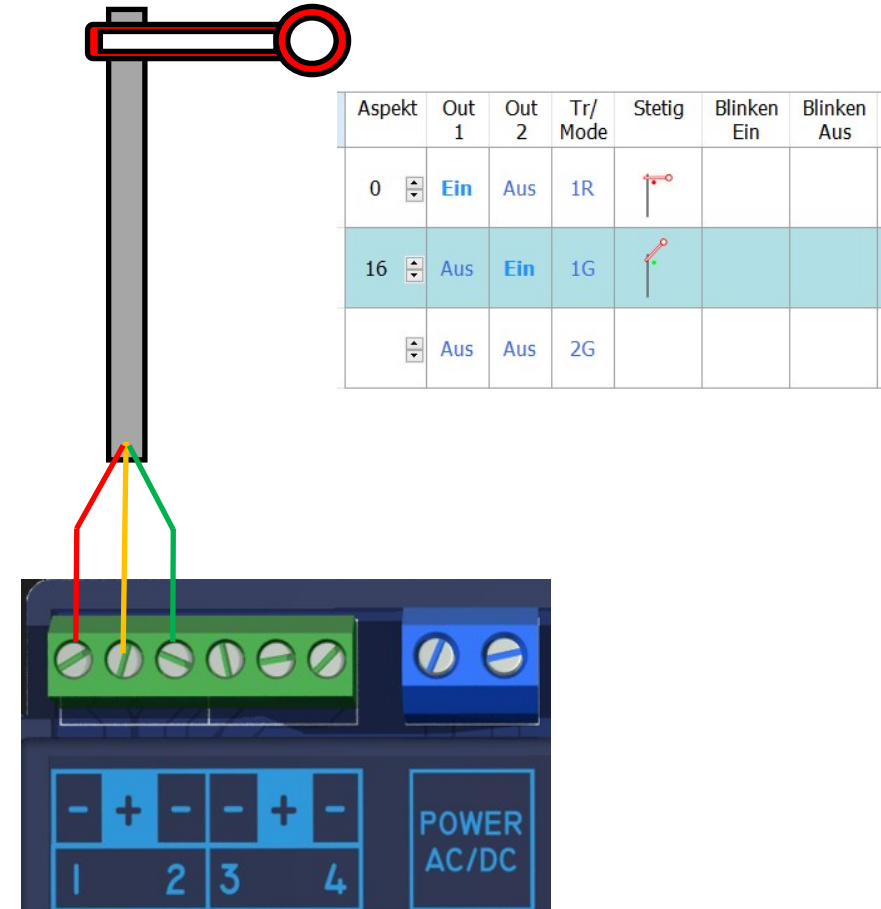 Aspekt Out 1 Out 2 Tr/ Mode Stetig Blinken Ein Blinken Aus
0 Ein Aus 1R
16 Aus Ein 1G
Aus Aus 2G
- + - - + -
1 2 3 4
POWER
AC/DC